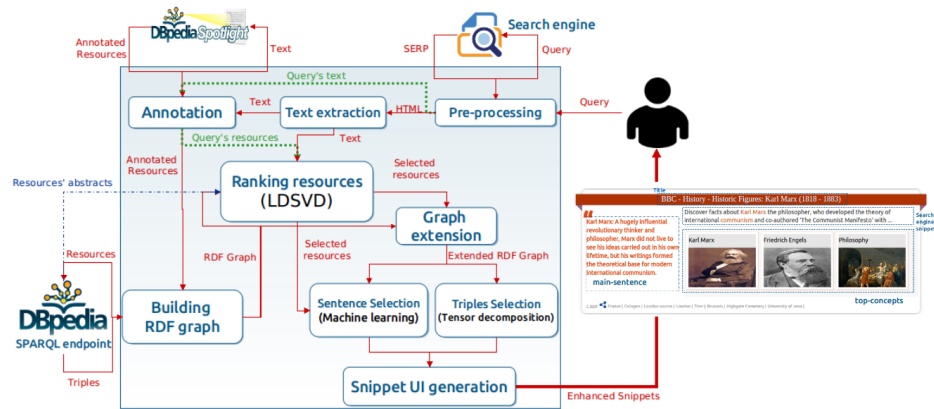 DBpedia Spotlight
Annotated
Resources
Text
Search engine
SERP
Query
Query's text
Annotation
Text
Text extraction
HTML
Pre-processing
Query
Query's resources
Text
Annotated
Resources
Resources' abstracts
Ranking resources
(LDSVD)
Selected
resources
Graph
extension
RDF Graph
Selected
resources
Extended RDF Graph
Resources
DBpedia
SPARQL endpoint
Triples
Building
RDF graph
Sentence Selection
(Machine learning)
Triples Selection
(Tensor decomposition)
Snippet UI generation
Enhanced Snippets
Title
BBC - History - Historic Figures: Karl Marx (1818 - 1883)
Karl Marx: A hugely influential
revolutionary thinker and
philosopher, Marx did not live to
see his ideas carried out in his own
lifetime, but his writings formed
the theoretical base for modern
international communism.
main-sentence
Discover facts about Karl Marx the philosopher, who developed the theory of
international communism and co-authored 'The Communist Manifesto' with ...
Search
engine
snippet
Karl Marx
Friedrich Engels
Philosophy
top-concepts